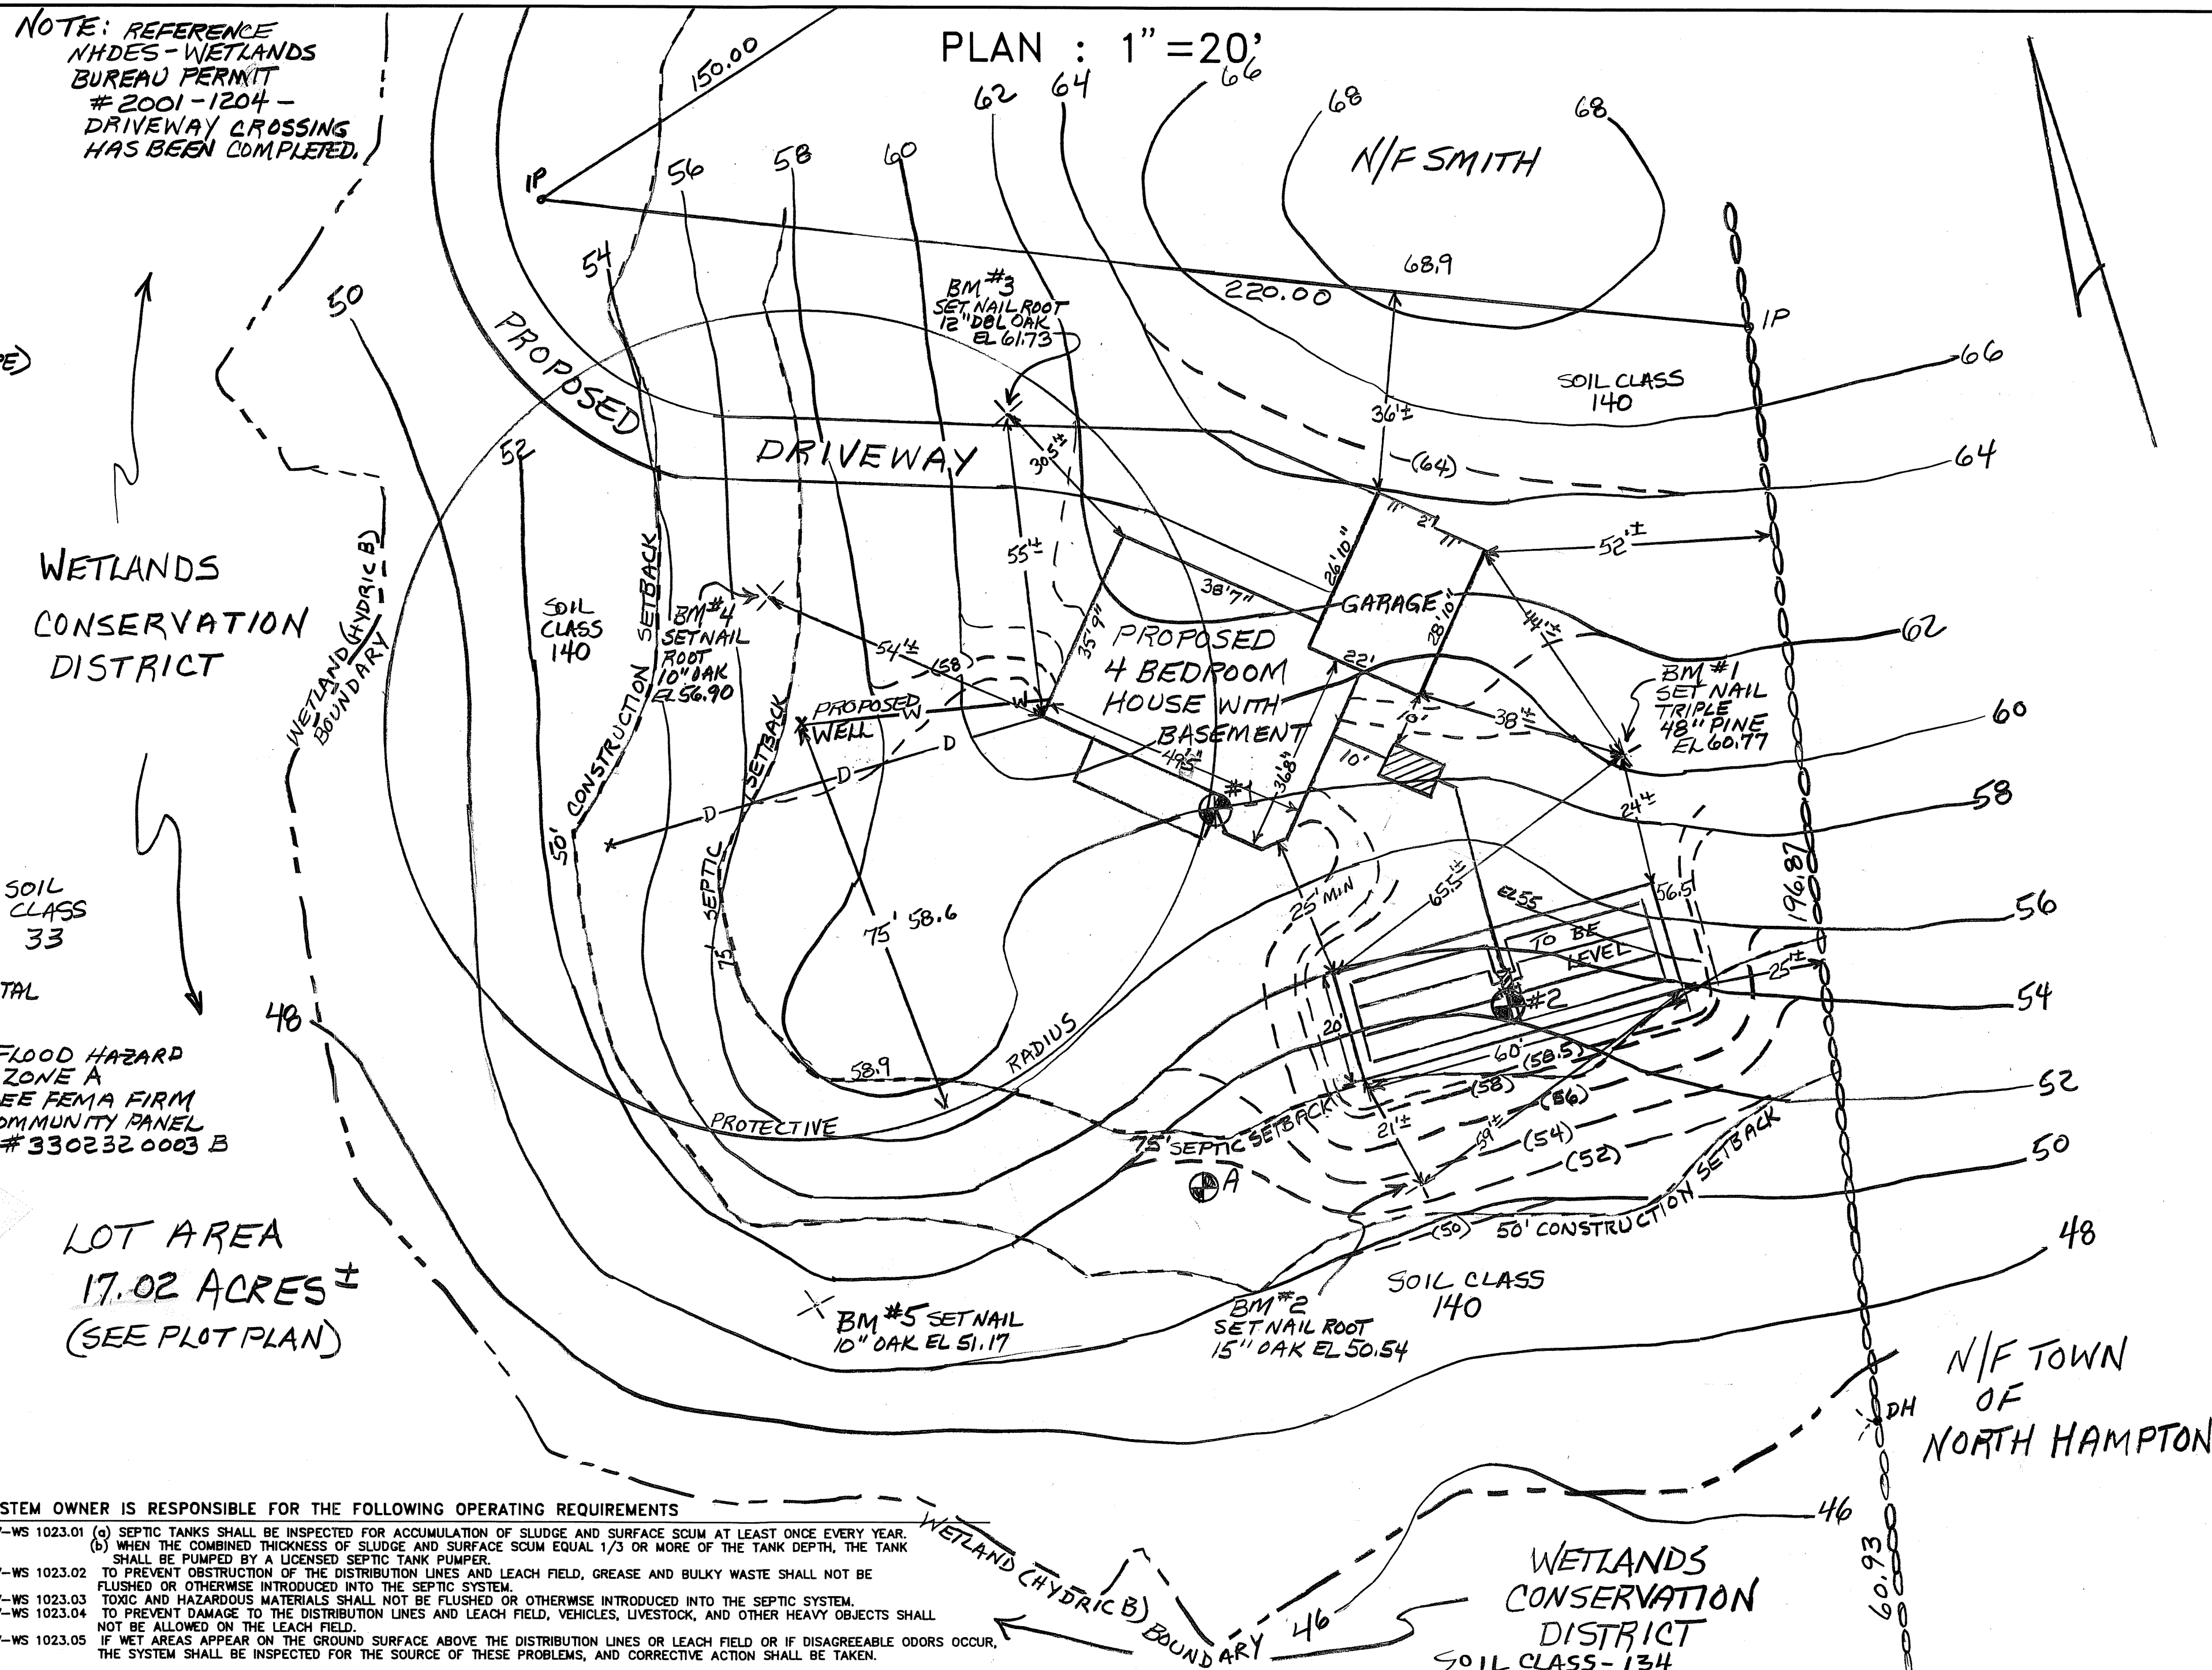 NOTE: REFERENCE
NHDES-WETLANDS
BUREAU PERMIT
#2001-1204-
DRIVEWAY CROSSING
HAS BEEN COMPLETED.
PLAN : 1"=20'
150.00
62
64
66
68
68
N/F SMITH
IP
56
58
60
54
50
68.9
220.00
IP
BM #3
SET NAIL ROOT
12" DBL OAK
EL 61.73
PE)
PROPOSED
DRIVEWAY
52
30.5'±
36'±
SOIL CLASS
140
66
(64)
64
WETLANDS
CONSERVATION
DISTRICT
WETLAND (HYDRIC B)
BOUNDARY
SOIL
CLASS
140
50' CONSTRUCTION SETBACK
BM #4
SET NAIL
ROOT
10" OAK
EL 56.90
55'±
54'±
(58)
35'9"
38'7"
26'10"
27'
GARAGE
28'10"
52'±
44'±
62
PROPOSED
4 BEDROOM
HOUSE WITH
BASEMENT
22'
10'
38'±
BM #1
SET NAIL
TRIPLE
48" PINE
EL 60.77
60
PROPOSED
WELL
W
W
D
D
D
75' SEPTIC SETBACK
49'5"
36'8"
10'
#1
24'±
58
196.87
SOIL
CLASS
33
75'
58.6
25' MIN
65.5'±
EL 55
56.5'
TO BE
LEVEL
56
25'±
54
TAL
48
#2
20'
60'
(58.5)
(58)
(56)
52
FLOOD HAZARD
ZONE A
SEE FEMA FIRM
COMMUNITY PANEL
#330232 0003 B
58.9
PROTECTIVE
RADIUS
75' SEPTIC SETBACK
21'±
59'±
(54)
(52)
50
A
(50)
50' CONSTRUCTION SETBACK
48
LOT AREA
17.02 ACRES±
(SEE PLOT PLAN)
BM #5 SET NAIL
10" OAK EL 51.17
BM #2
SET NAIL ROOT
15" OAK EL 50.54
SOIL CLASS
140
N/F TOWN
OF
NORTH HAMPTON
DH
46
60.93
STEM OWNER IS RESPONSIBLE FOR THE FOLLOWING OPERATING REQUIREMENTS
-WS 1023.01 (a) SEPTIC TANKS SHALL BE INSPECTED FOR ACCUMULATION OF SLUDGE AND SURFACE SCUM AT LEAST ONCE EVERY YEAR.
(b) WHEN THE COMBINED THICKNESS OF SLUDGE AND SURFACE SCUM EQUAL 1/3 OR MORE OF THE TANK DEPTH, THE TANK
SHALL BE PUMPED BY A LICENSED SEPTIC TANK PUMPER.
-WS 1023.02 TO PREVENT OBSTRUCTION OF THE DISTRIBUTION LINES AND LEACH FIELD, GREASE AND BULKY WASTE SHALL NOT BE
FLUSHED OR OTHERWISE INTRODUCED INTO THE SEPTIC SYSTEM.
-WS 1023.03 TOXIC AND HAZARDOUS MATERIALS SHALL NOT BE FLUSHED OR OTHERWISE INTRODUCED INTO THE SEPTIC SYSTEM.
-WS 1023.04 TO PREVENT DAMAGE TO THE DISTRIBUTION LINES AND LEACH FIELD, VEHICLES, LIVESTOCK, AND OTHER HEAVY OBJECTS SHALL
NOT BE ALLOWED ON THE LEACH FIELD.
-WS 1023.05 IF WET AREAS APPEAR ON THE GROUND SURFACE ABOVE THE DISTRIBUTION LINES OR LEACH FIELD OR IF DISAGREEABLE ODORS OCCUR,
THE SYSTEM SHALL BE INSPECTED FOR THE SOURCE OF THESE PROBLEMS, AND CORRECTIVE ACTION SHALL BE TAKEN.
WETLAND (HYDRIC B)
BOUNDARY
46
WETLANDS
CONSERVATION
DISTRICT
SOIL CLASS-134